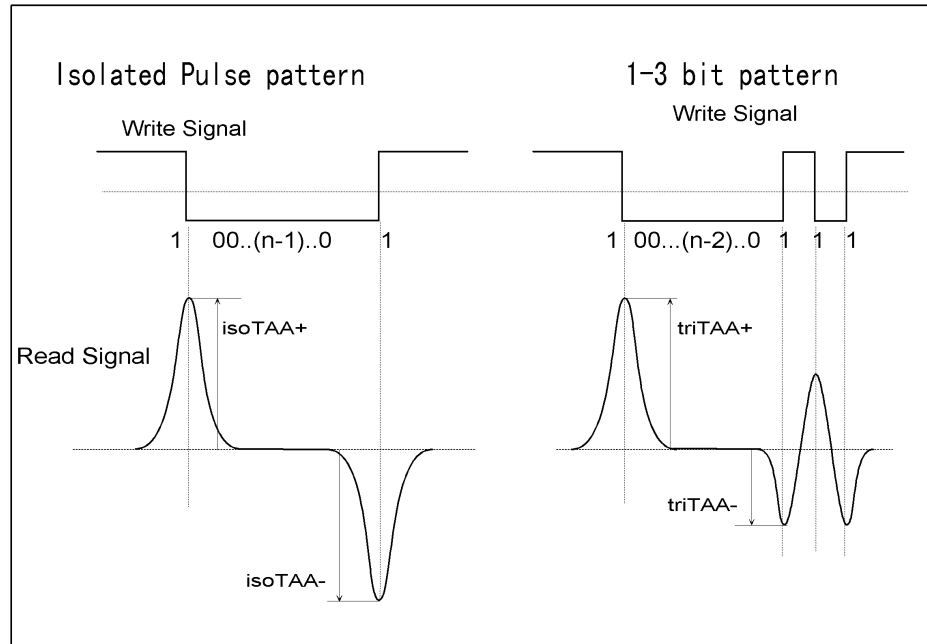 Isolated Pulse pattern
Write Signal
1 00..(n-1)..0 1
isoTAA+
Read Signal
isoTAA-
1-3 bit pattern
Write Signal
1 00...(n-2)..0 1 1 1
triTAA+
triTAA-